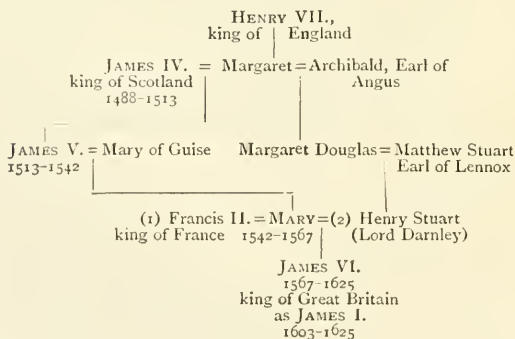 HENRY VII.,
king of England
JAMES IV. = Margaret = Archibald, Earl of
king of Scotland Angus
1488-1513
JAMES V. = Mary of Guise Margaret Douglas = Matthew Stuart
1513-1542 Earl of Lennox
(1) Francis II. = MARY = (2) Henry Stuart
king of France 1542-1567 (Lord Darnley)
JAMES VI.
1567-1625
king of Great Britain
as JAMES I.
1603-1625